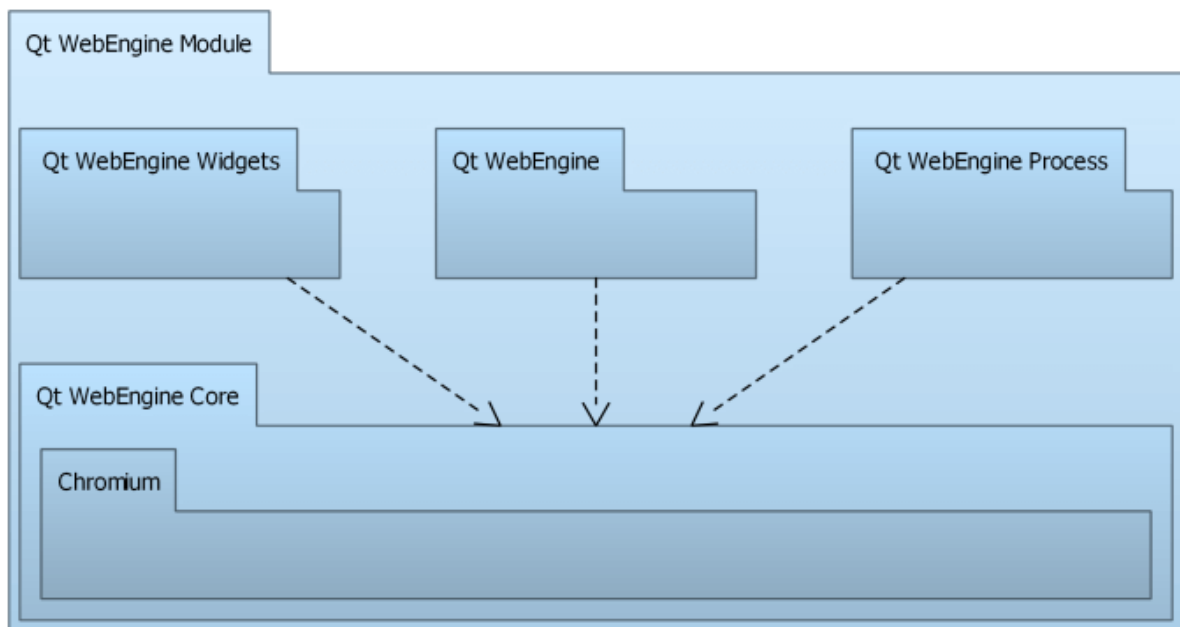 Qt WebEngine Module
Qt WebEngine Widgets
Qt WebEngine
Qt WebEngine Process
Qt WebEngine Core
Chromium